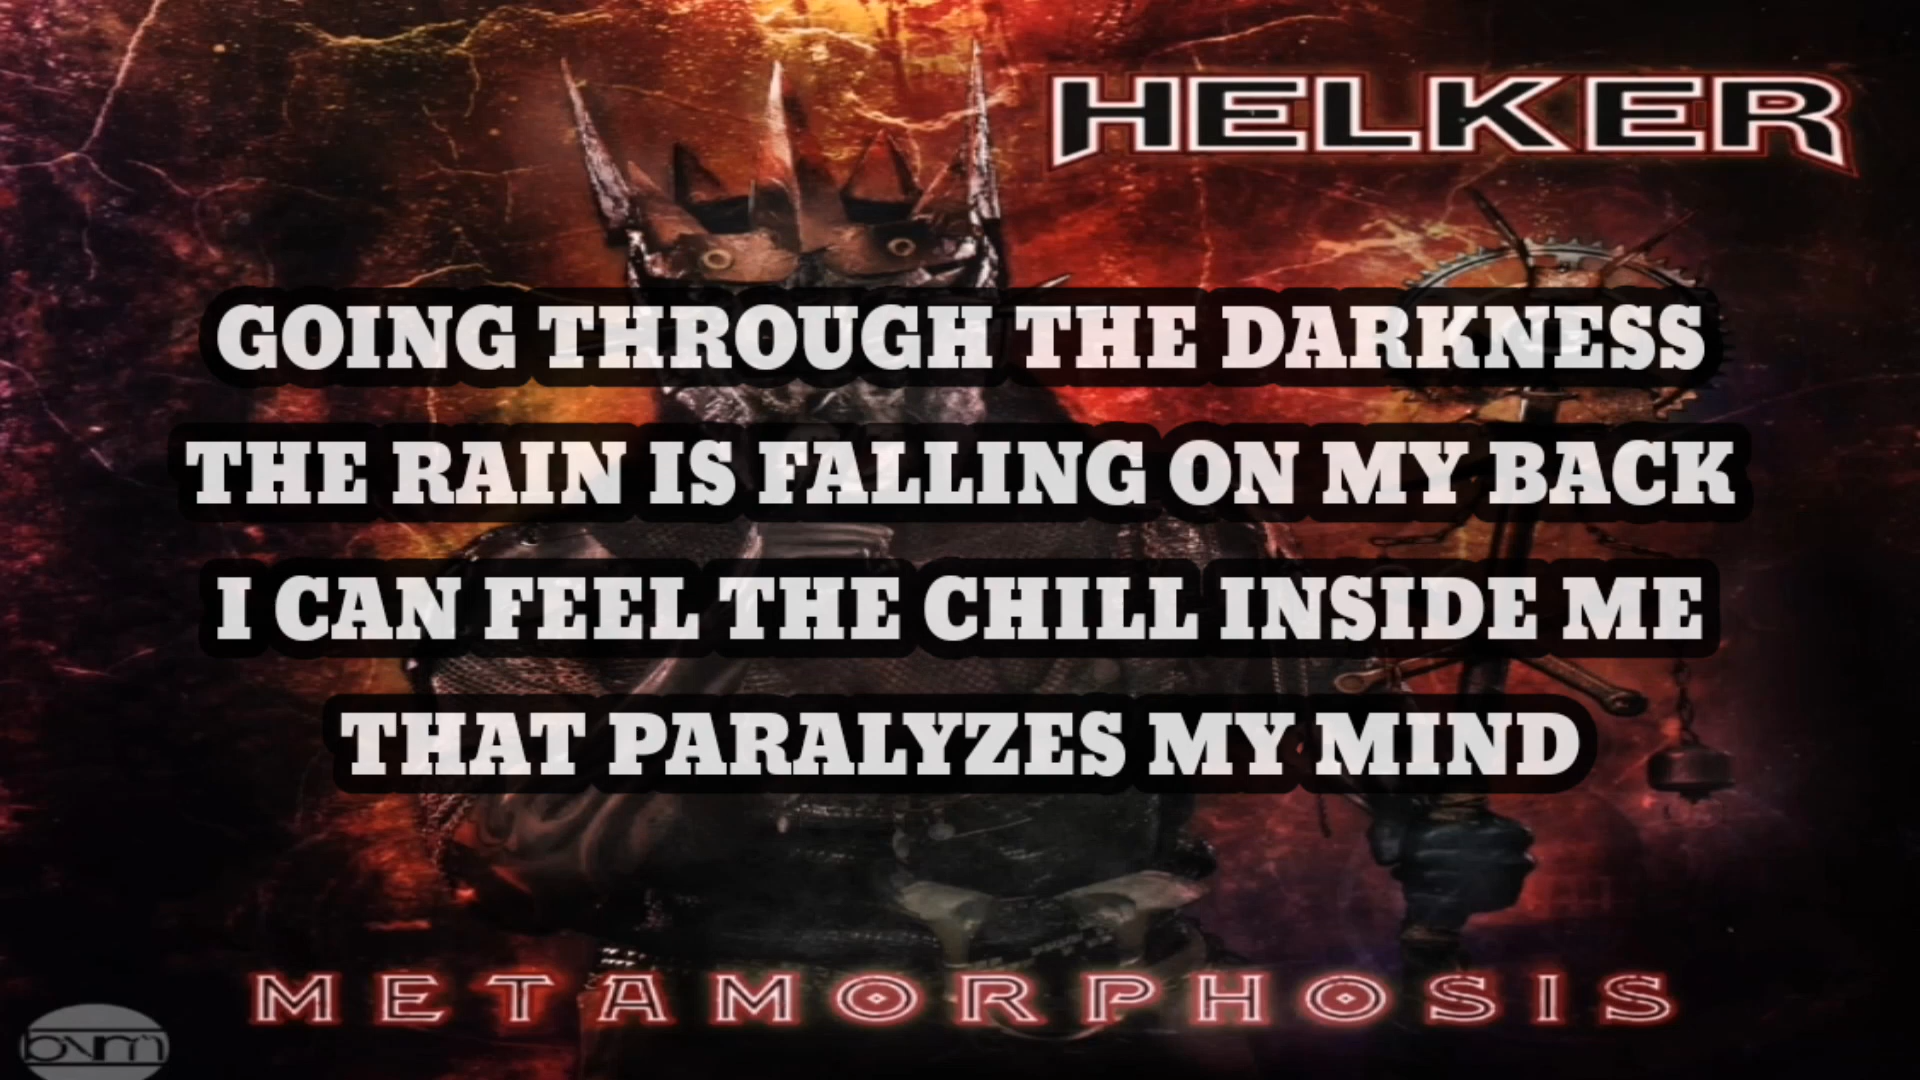 HELKER
GOING THROUGH THE DARKNESS
THE RAIN IS FALLING ON MY BACK
I CAN FEEL THE CHILL INSIDE ME
THAT PARALYZES MY MIND
METAMORPHOSIS
bvm